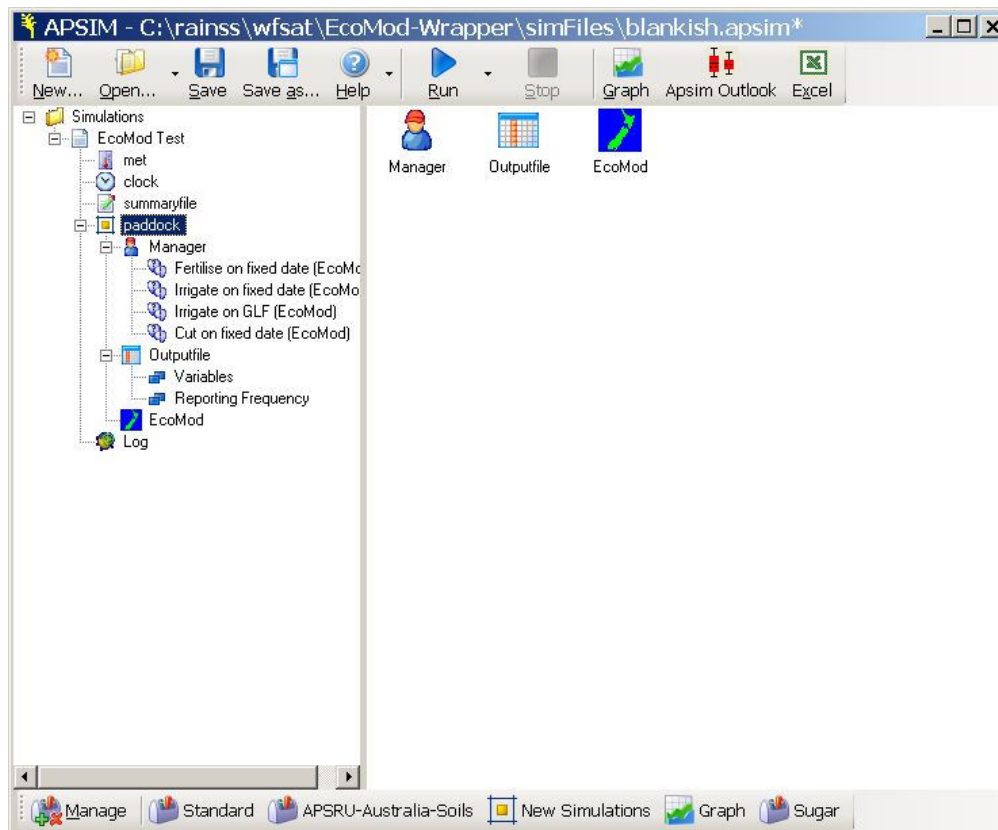 APSIM - C:\rainss\wfsat\EcoMod-Wrapper\simFiles\blankish.apsim*
New... Open... Save Save as... Help Run Stop Graph Apsim Outlook Excel
Simulations
EcoMod Test
met
clock
summaryfile
paddock
Manager
Fertilise on fixed date (EcoMo
Irrigate on fixed date (EcoMo
Irrigate on GLF (EcoMod)
Cut on fixed date (EcoMod)
Outputfile
Variables
Reporting Frequency
EcoMod
Log
Manager Outputfile EcoMod
Manage Standard APSRU-Australia-Soils New Simulations Graph Sugar